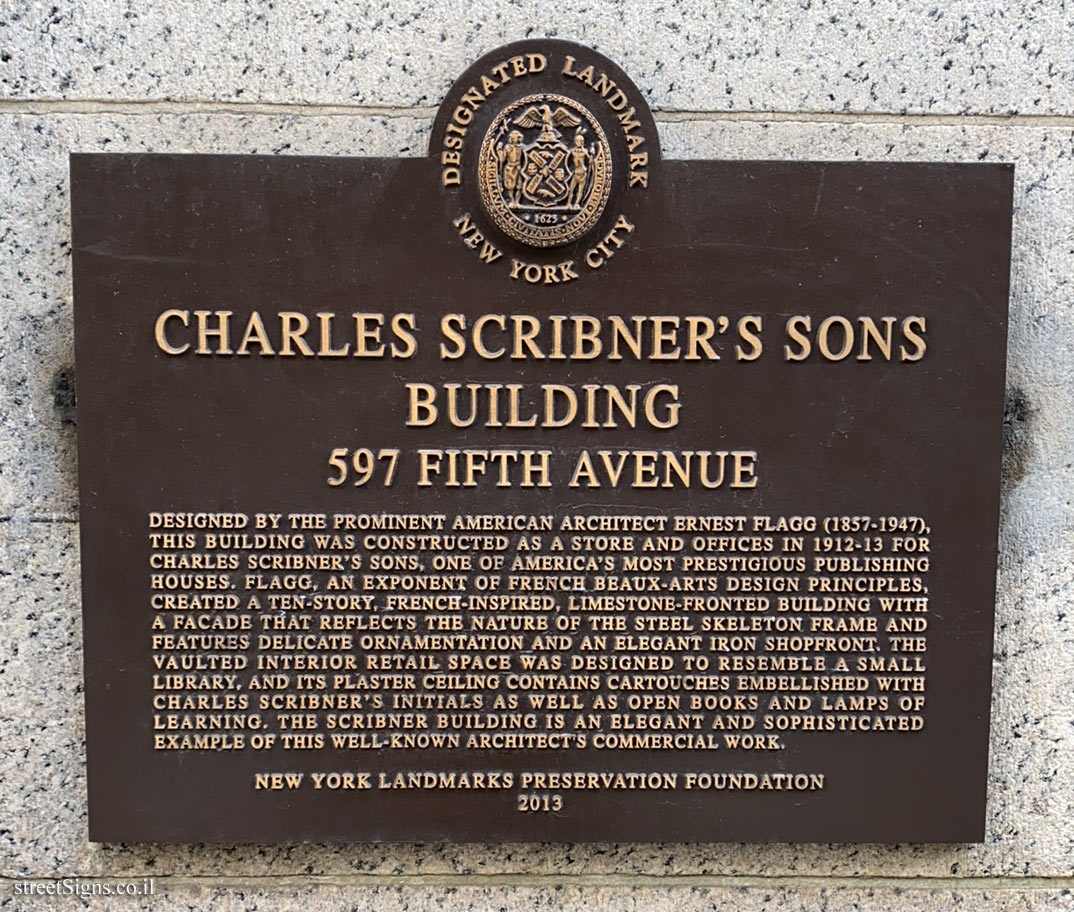 DESIGNATED LANDMARK
SIGILLVM CIVITATIS NOVI EBORACI
1625
NEW YORK CITY
CHARLES SCRIBNER'S SONS
BUILDING
597 FIFTH AVENUE
DESIGNED BY THE PROMINENT AMERICAN ARCHITECT ERNEST FLAGG (1857-1947),
THIS BUILDING WAS CONSTRUCTED AS A STORE AND OFFICES IN 1912-13 FOR
CHARLES SCRIBNER'S SONS, ONE OF AMERICA'S MOST PRESTIGIOUS PUBLISHING
HOUSES. FLAGG, AN EXPONENT OF FRENCH BEAUX-ARTS DESIGN PRINCIPLES,
CREATED A TEN-STORY, FRENCH-INSPIRED, LIMESTONE-FRONTED BUILDING WITH
A FACADE THAT REFLECTS THE NATURE OF THE STEEL SKELETON FRAME AND
FEATURES DELICATE ORNAMENTATION AND AN ELEGANT IRON SHOPFRONT. THE
VAULTED INTERIOR RETAIL SPACE WAS DESIGNED TO RESEMBLE A SMALL
LIBRARY, AND ITS PLASTER CEILING CONTAINS CARTOUCHES EMBELLISHED WITH
CHARLES SCRIBNER'S INITIALS AS WELL AS OPEN BOOKS AND LAMPS OF
LEARNING. THE SCRIBNER BUILDING IS AN ELEGANT AND SOPHISTICATED
EXAMPLE OF THIS WELL-KNOWN ARCHITECT'S COMMERCIAL WORK.
NEW YORK LANDMARKS PRESERVATION FOUNDATION
2013
streetSigns.co.il